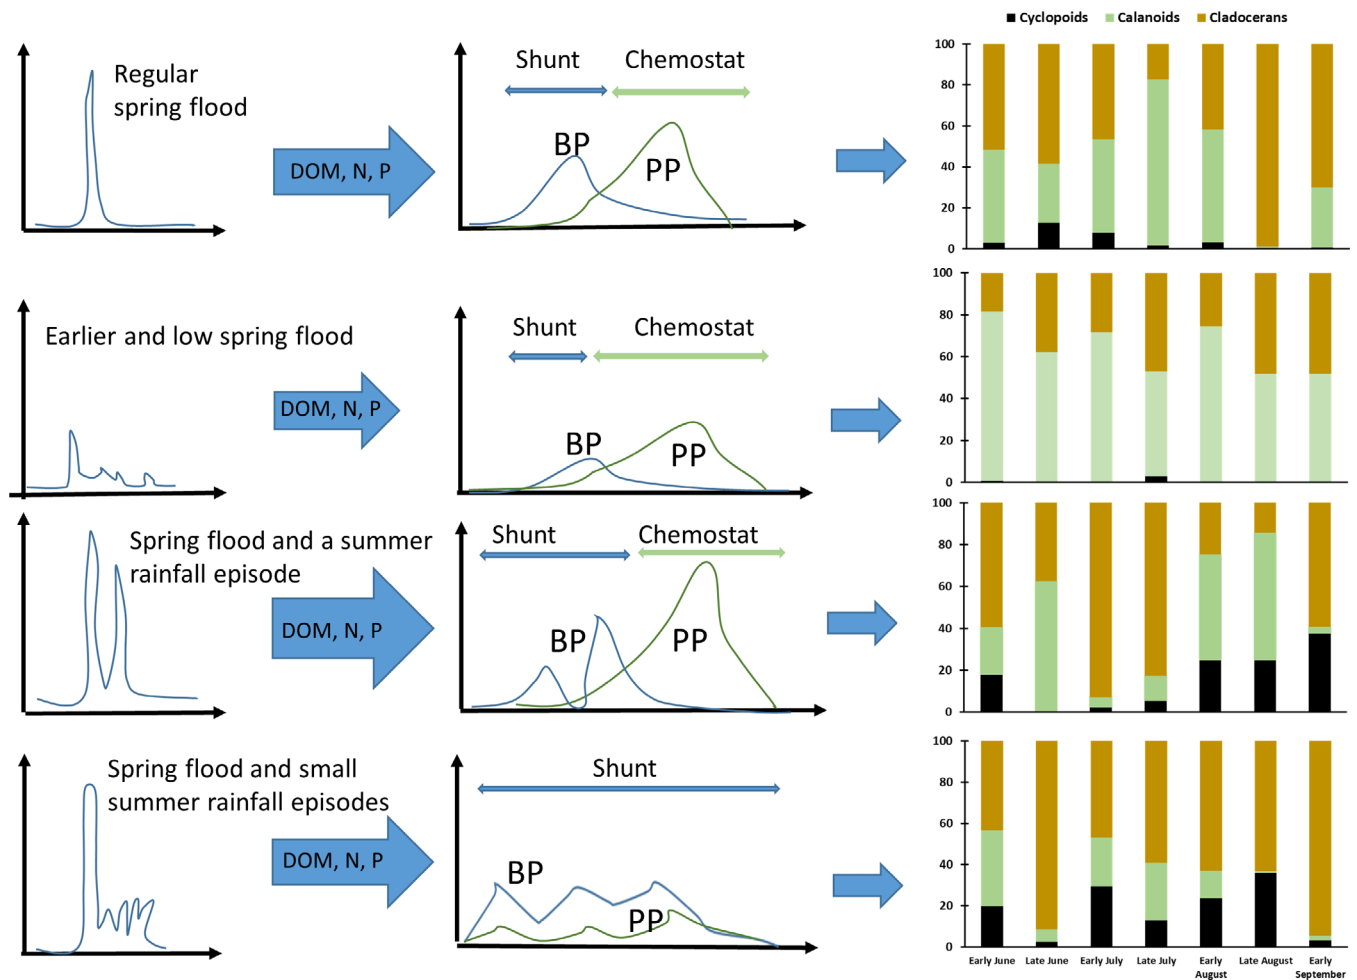 Cyclopoids Calanoids Cladocerans
Regular
spring flood
DOM, N, P
Shunt Chemostat
BP
PP
100
80
60
40
20
0
Earlier and low spring flood
DOM, N, P
Shunt Chemostat
BP
PP
100
80
60
40
20
0
Spring flood and a summer
rainfall episode
DOM, N, P
Shunt Chemostat
BP
PP
100
80
60
40
20
0
Spring flood and small
summer rainfall episodes
DOM, N, P
Shunt
BP
PP
100
80
60
40
20
0
Early June Late June Early July Late July Early August Late August Early September